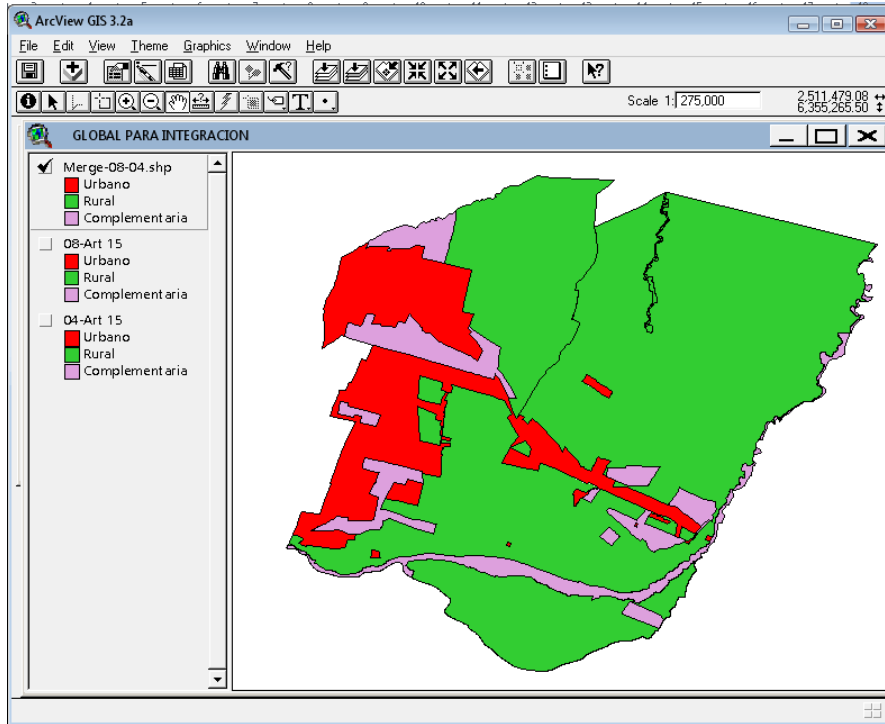 ArcView GIS 3.2a
File Edit View Theme Graphics Window Help
Scale 1: 275,000
2,511,479.08
6,355,265.50
GLOBAL PARA INTEGRACION
Merge-08-04.shp
Urbano
Rural
Complementaria
08-Art 15
Urbano
Rural
Complementaria
04-Art 15
Urbano
Rural
Complementaria